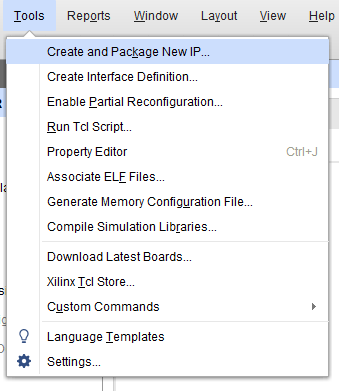 Tools Reports Window Layout View Help
Create and Package New IP...
Create Interface Definition...
Enable Partial Reconfiguration...
Run Tcl Script...
Property Editor Ctrl+J
Associate ELF Files...
Generate Memory Configuration File...
Compile Simulation Libraries...
Download Latest Boards...
Xilinx Tcl Store...
Custom Commands
Language Templates
Settings...